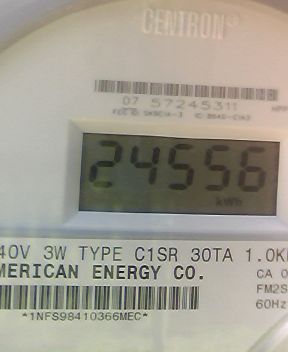 CENTRON®
07 57245311
24556
kWh
40V 3W TYPE C1SR 30TA 1.0K
MERICAN ENERGY CO.
CA 0
FM2S
60Hz
*1NFS98410366MEC*